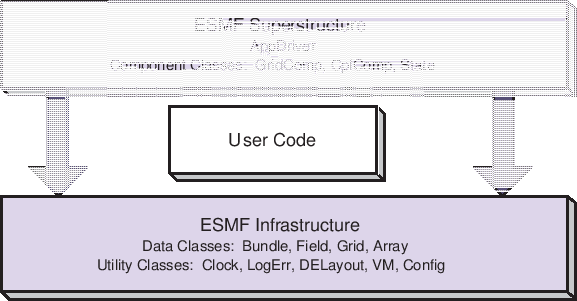 ESMF Superstructure
AppDriver
Component Classes: GridComp, CplComp, State
User Code
ESMF Infrastructure
Data Classes: Bundle, Field, Grid, Array
Utility Classes: Clock, LogErr, DELayout, VM, Config